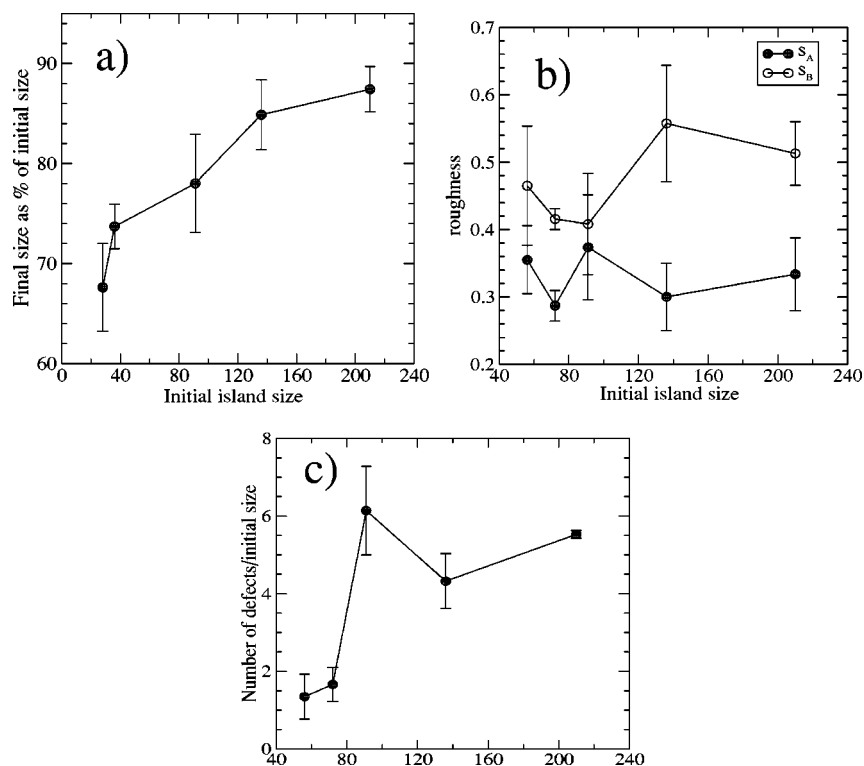 a)
90
80
70
60
Final size as % of initial size
0 40 80 120 160 200 240
Initial island size
b)
S_A
S_B
0.7
0.6
0.5
0.4
0.3
0.2
roughness
40 80 120 160 200 240
Initial island size
c)
8
6
4
2
0
Number of defects/initial size
40 80 120 160 200 240